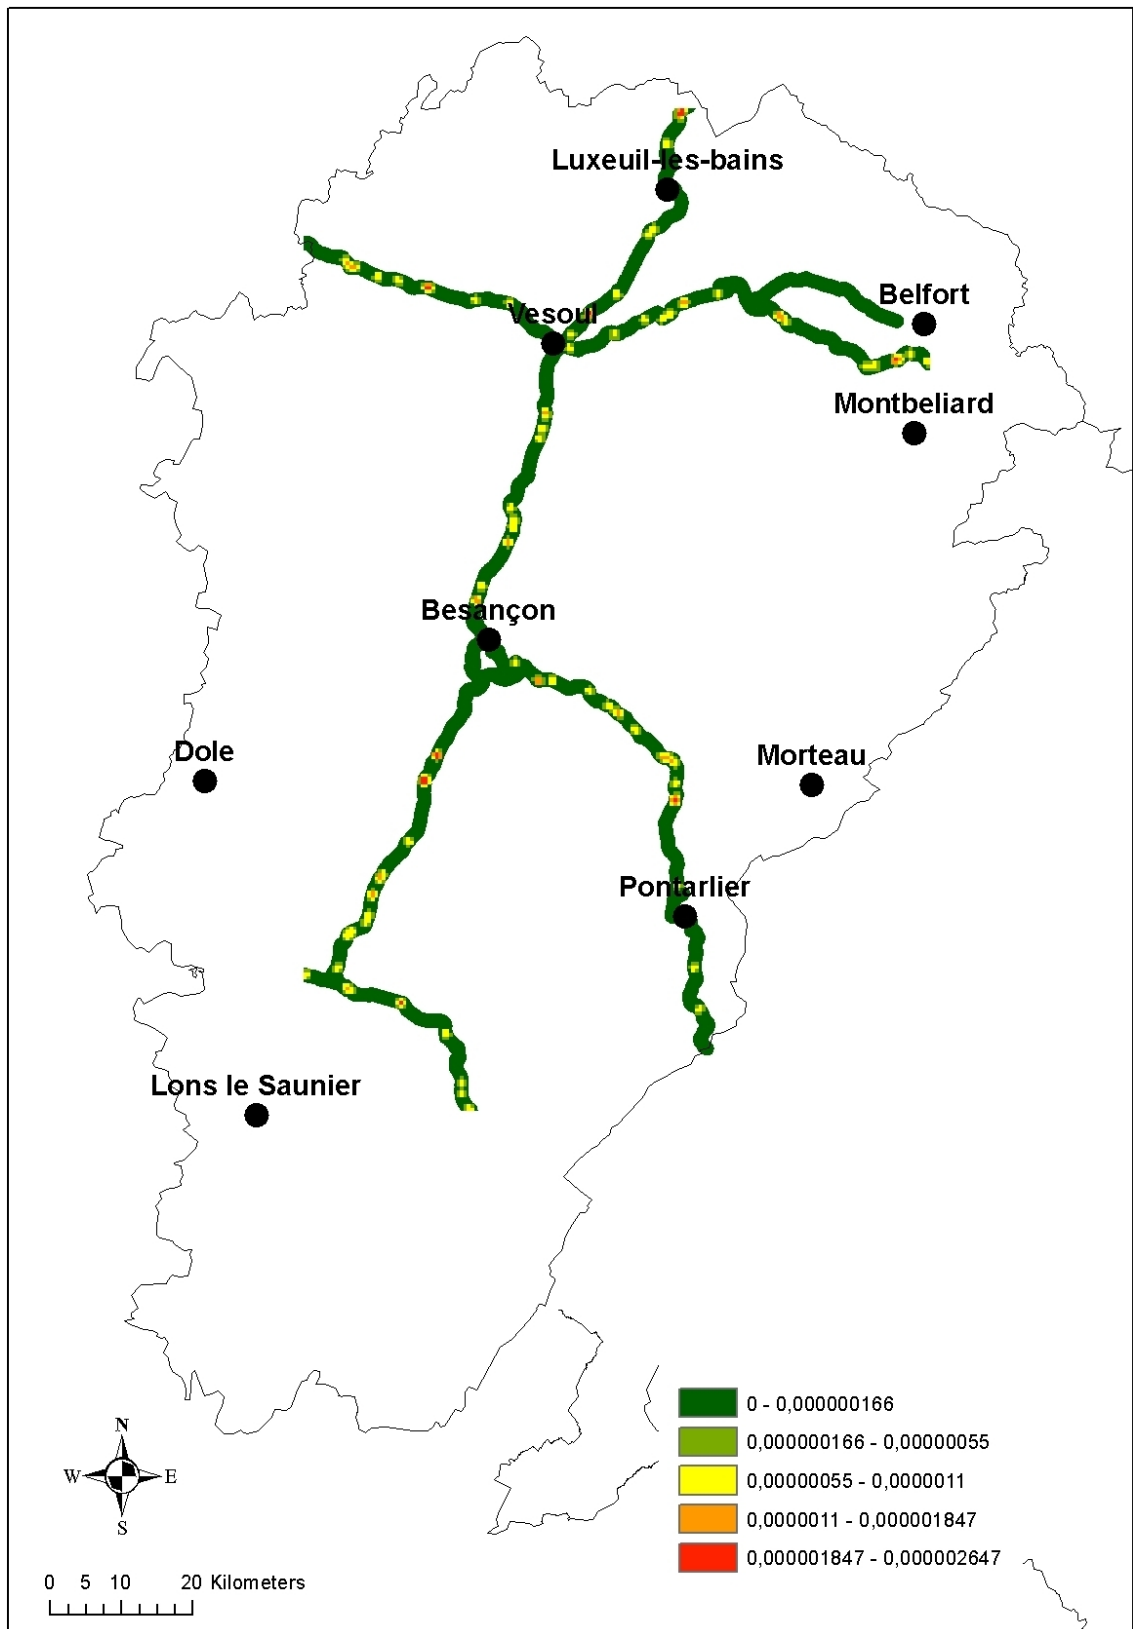 Luxeuil-les-bains
Belfort
Vesoul
Montbeliard
Besançon
Dole
Morteau
Pontarlier
Lons le Saunier
0 - 0,000000166
0,000000166 - 0,00000055
0,00000055 - 0,0000011
0,0000011 - 0,000001847
0,000001847 - 0,000002647
N
W E
S
0 5 10 20 Kilometers